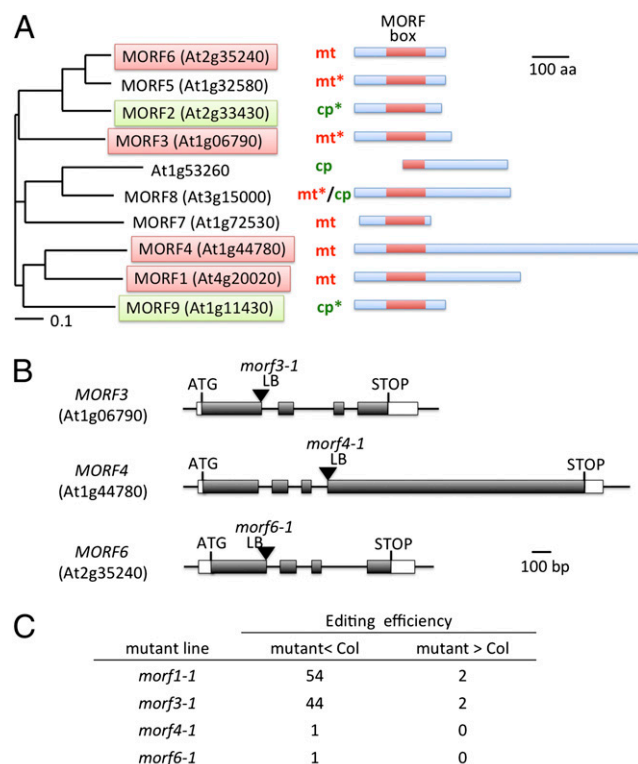 A
MORF
box
MORF6 (At2g35240) mt
100 aa
MORF5 (At1g32580) mt*
MORF2 (At2g33430) cp*
MORF3 (At1g06790) mt*
At1g53260 cp
MORF8 (At3g15000) mt*/cp
MORF7 (At1g72530) mt
MORF4 (At1g44780) mt
MORF1 (At4g20020) mt
MORF9 (At1g11430) cp*
0.1
B
morf3-1
MORF3 ATG LB STOP
(At1g06790)
morf4-1
MORF4 ATG LB STOP
(At1g44780)
morf6-1
MORF6 ATG LB STOP
(At2g35240)
100 bp
C
Editing efficiency
mutant line mutant< Col mutant > Col
morf1-1 54 2
morf3-1 44 2
morf4-1 1 0
morf6-1 1 0